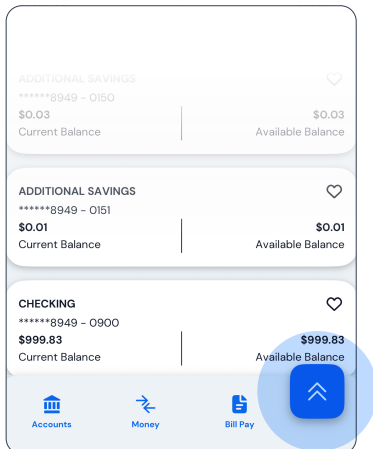 ADDITIONAL SAVINGS
******8949 - 0150
$0.03 $0.03
Current Balance Available Balance
ADDITIONAL SAVINGS
******8949 - 0151
$0.01 $0.01
Current Balance Available Balance
CHECKING
******8949 - 0900
$999.83 $999.83
Current Balance Available Balance
Accounts Money Bill Pay